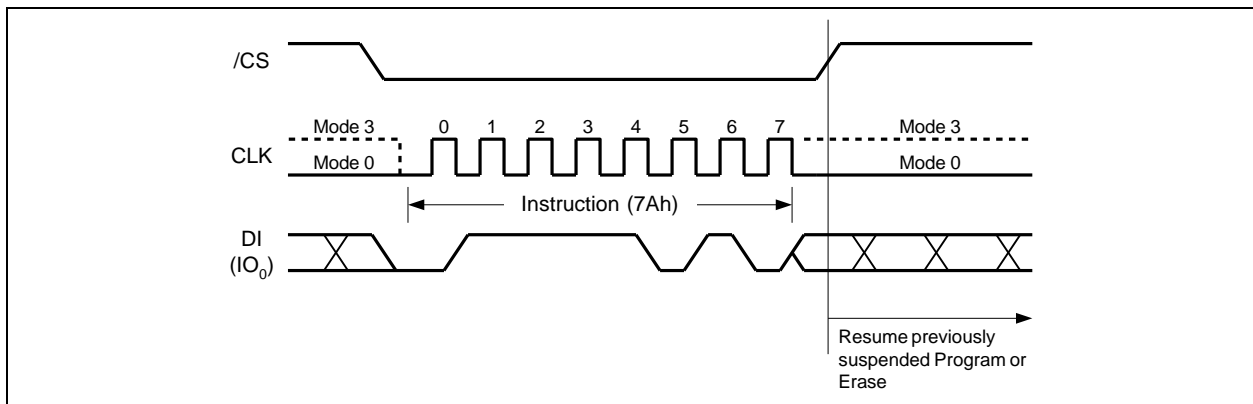 /CS
Mode 3 0 1 2 3 4 5 6 7 Mode 3
CLK
Mode 0 Mode 0
Instruction (7Ah)
DI
(IO₀)
Resume previously
suspended Program or
Erase